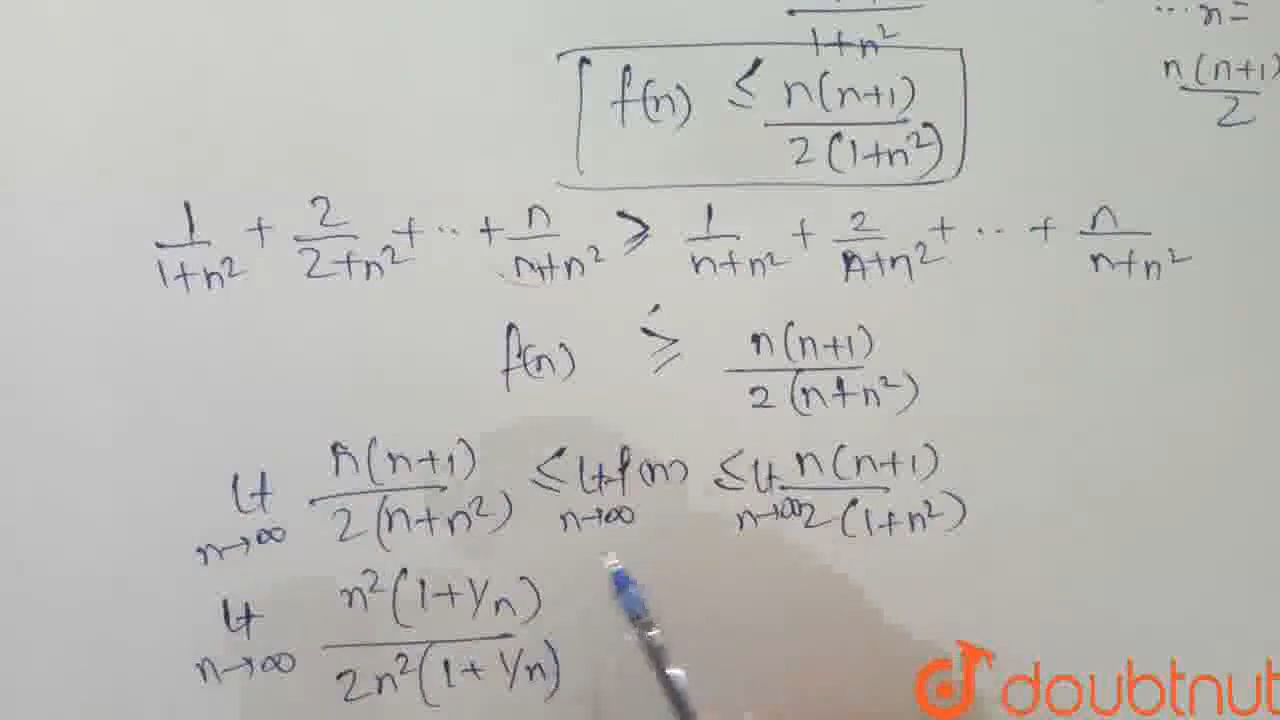 1+n²
... n =
f(n) ≤ n(n+1) / 2(1+n²)
n(n+1) / 2
1/(1+n²) + 2/(2+n²) + ... + n/(n+n²) ≥ 1/(n+n²) + 2/(n+n²) + ... + n/(n+n²)
f(n) ≥ n(n+1) / 2(n+n²)
Lt n→∞ n(n+1) / 2(n+n²) ≤ Lt n→∞ f(n) ≤ Lt n→∞ n(n+1) / 2(1+n²)
Lt n→∞ n²(1+1/n) / 2n²(1+1/n)
doubtnut